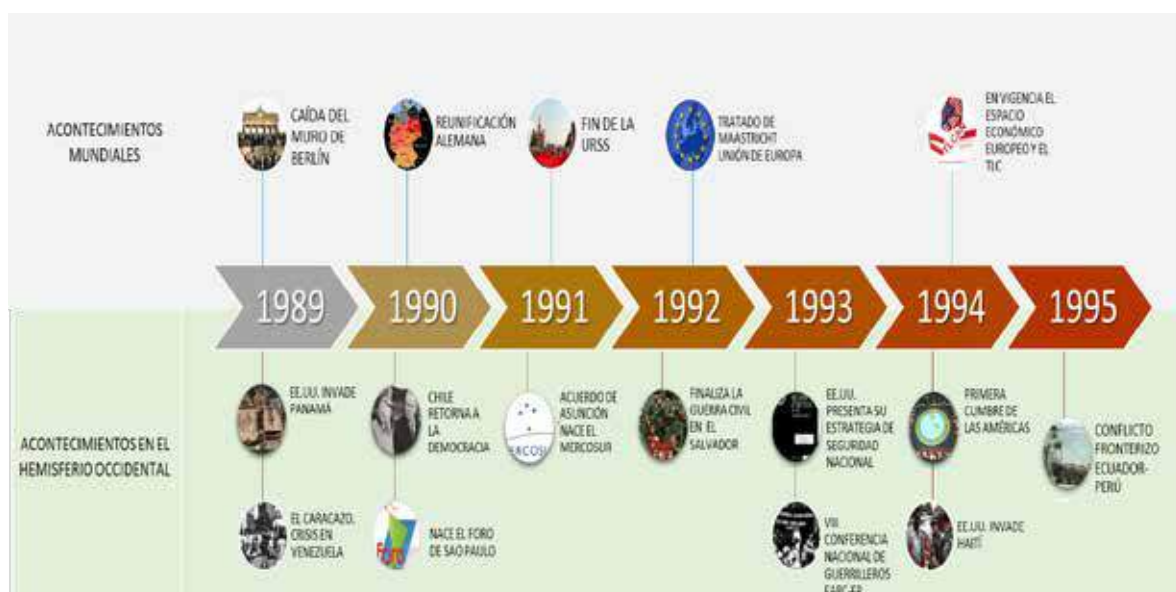 ACONTECIMIENTOS
MUNDIALES
CAÍDA DEL
MURO DE
BERLÍN
REUNIFICACIÓN
ALEMANA
FIN DE LA
URSS
TRATADO DE
MAASTRICHT
UNIÓN DE EUROPA
EN VIGENCIA EL
ESPACIO
ECONÓMICO
EUROPEO Y EL
TLC
1989
1990
1991
1992
1993
1994
1995
ACONTECIMIENTOS EN EL
HEMISFERIO OCCIDENTAL
EE.UU. INVADE
PANAMÁ
CHILE
RETORNA A
LA
DEMOCRACIA
ACUERDO DE
ASUNCIÓN
NACE EL
MERCOSUR
FINALIZA LA
GUERRA CIVIL
EN EL
SALVADOR
EE.UU.
PRESENTA SU
ESTRATEGIA DE
SEGURIDAD
NACIONAL
PRIMERA
CUMBRE DE
LAS AMÉRICAS
CONFLICTO
FRONTERIZO
ECUADOR-
PERÚ
EL CARACAZO,
CRISIS EN
VENEZUELA
Foro
NACE EL FORO
DE SAO PAULO
VIII
CONFERENCIA
NACIONAL DE
GUERRILLEROS
FARC-EP
EE.UU. INVADE
HAITÍ